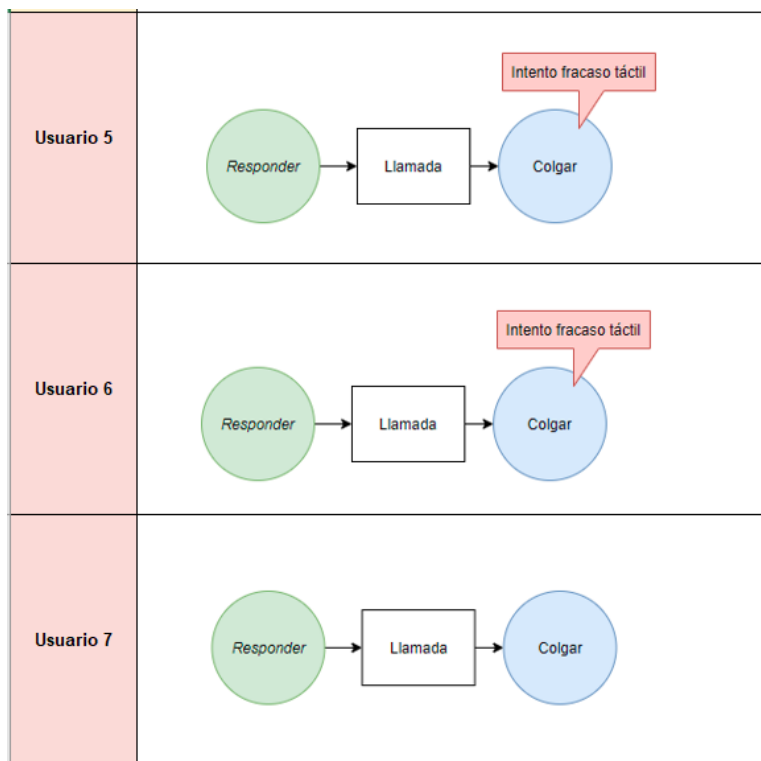 Intento fracaso táctil
Usuario 5
Responder
Llamada
Colgar
Intento fracaso táctil
Usuario 6
Responder
Llamada
Colgar
Usuario 7
Responder
Llamada
Colgar